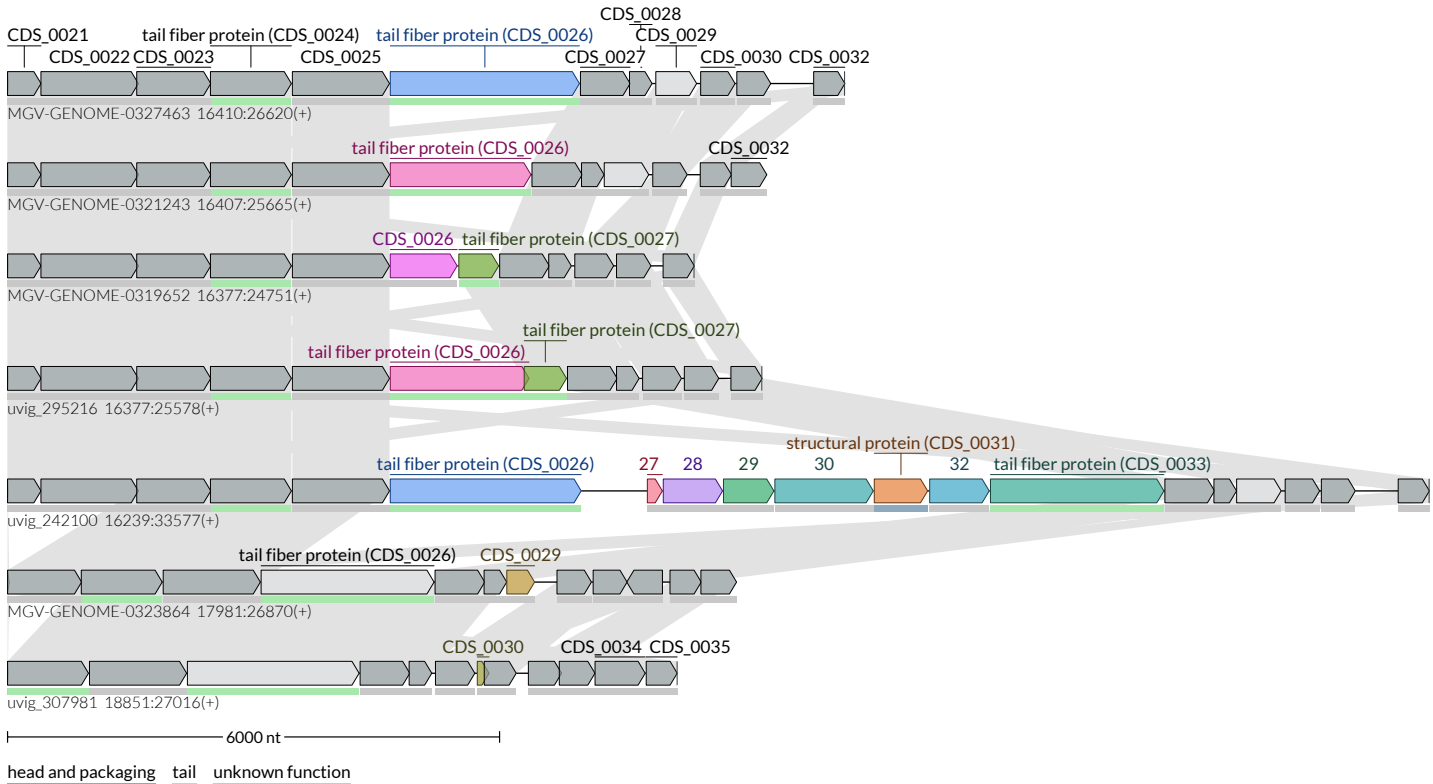 CDS_0028
CDS_0021 tail fiber protein (CDS_0024) tail fiber protein (CDS_0026) CDS_0029
CDS_0022 CDS_0023 CDS_0025 CDS_0027 CDS_0030 CDS_0032
MGV-GENOME-0327463 16410:26620(+)
tail fiber protein (CDS_0026) CDS_0032
MGV-GENOME-0321243 16407:25665(+)
CDS_0026 tail fiber protein (CDS_0027)
MGV-GENOME-0319652 16377:24751(+)
tail fiber protein (CDS_0027)
tail fiber protein (CDS_0026)
uvig_295216 16377:25578(+)
structural protein (CDS_0031)
tail fiber protein (CDS_0026) 27 28 29 30 32 tail fiber protein (CDS_0033)
uvig_242100 16239:33577(+)
tail fiber protein (CDS_0026) CDS_0029
MGV-GENOME-0323864 17981:26870(+)
CDS_0030 CDS_0034 CDS_0035
uvig_307981 18851:27016(+)
6000 nt
head and packaging tail unknown function